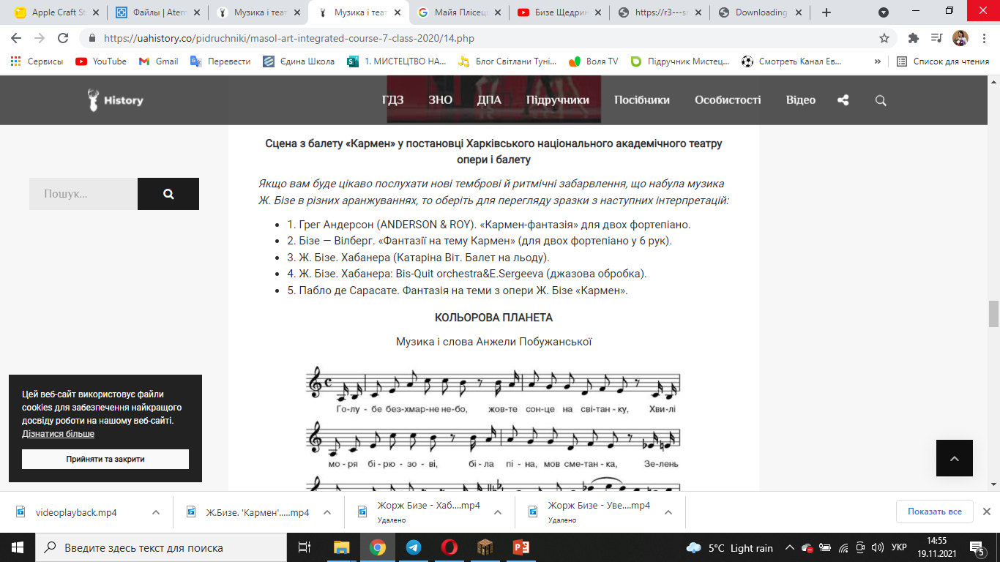 Apple Craft St
Файлы | Atern
Музика і теат
Музика і теат
Майя Плісець
Бизе Щедрин
https://r3---sn
Downloading
https://uahistory.co/pidruchniki/masol-art-integrated-course-7-class-2020/14.php
Сервисы
YouTube
Gmail
Перевести
Єдина Школа
1. МИСТЕЦТВО НА...
Блог Світлани Туні...
Воля TV
Підручник Мистец...
Смотреть Канал Ев...
»
Список для чтения
History
ГДЗ
ЗНО
ДПА
Підручники
Посібники
Особистості
Відео
Сцена з балету «Кармен» у постановці Харківського національного академічного театру
опери і балету
Пошук...
Якщо вам буде цікаво послухати нові темброві й ритмічні забарвлення, що набула музика
Ж. Бізе в різних аранжуваннях, то оберіть для перегляду зразки з наступних інтерпретацій:
• 1. Грег Андерсон (ANDERSON & ROY). «Кармен-фантазія» для двох фортепіано.
• 2. Бізе — Вілберг. «Фантазії на тему Кармен» (для двох фортепіано у 6 рук).
• 3. Ж. Бізе. Хабанера (Катаріна Віт. Балет на льоду).
• 4. Ж. Бізе. Хабанера: Bis-Quit orchestra&E.Sergeeva (джазова обробка).
• 5. Пабло де Сарасате. Фантазія на теми з опери Ж. Бізе «Кармен».
КОЛЬОРОВА ПЛАНЕТА
Музика і слова Анжели Побужанської
Го-лу - бе без-хмар-не не-бо, жов-те сон-це на сві-тан - ку, Хви-лі
мо - ря бі - рю - зо - ві, бі - ла пі - на, мов сме-тан - ка, Зе-лень
Цей веб-сайт використовує файли
cookies для забезпечення найкращого
досвіду роботи на нашому веб-сайті.
Дізнатися більше
Прийняти та закрити
videoplayback.mp4
Ж.Бизе. 'Кармен'.....mp4
Жорж Бизе - Хаб....mp4
Удалено
Жорж Бизе - Уве....mp4
Удалено
Показать все
Введите здесь текст для поиска
5°C Light rain
УКР
14:55
19.11.2021
5